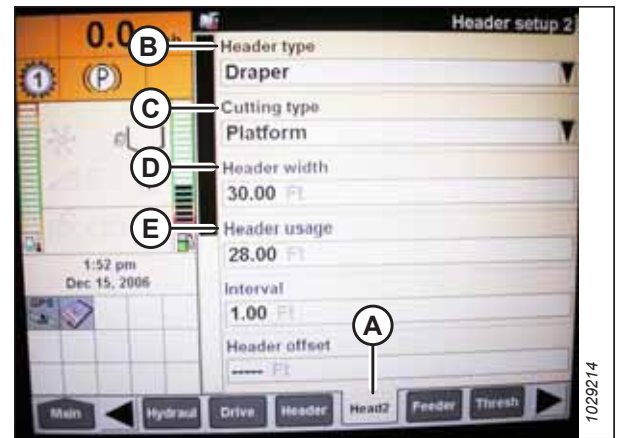 0.0
Header setup 2
B
Header type
1
(P)
Draper
C
Cutting type
Platform
D
Header width
30.00 Ft
E
Header usage
28.00 Ft
1:52 pm
Dec 15, 2006
Interval
1.00 Ft
GPS
A
Header offset
----- Ft
Main
Hydraul
Drive
Header
Head2
Feeder
Thresh
1029214